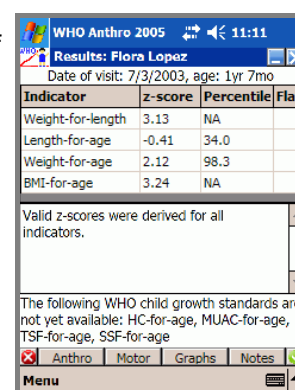 WHO Anthro 2005 11:11
Results: Flora Lopez
Date of visit: 7/3/2003, age: 1yr 7mo
Indicator z-score Percentile Fla
Weight-for-length 3.13 NA
Length-for-age -0.41 34.0
Weight-for-age 2.12 98.3
BMI-for-age 3.24 NA
Valid z-scores were derived for all
indicators.
The following WHO child growth standards are
not yet available: HC-for-age, MUAC-for-age,
TSF-for-age, SSF-for-age
Anthro Motor Graphs Notes
Menu